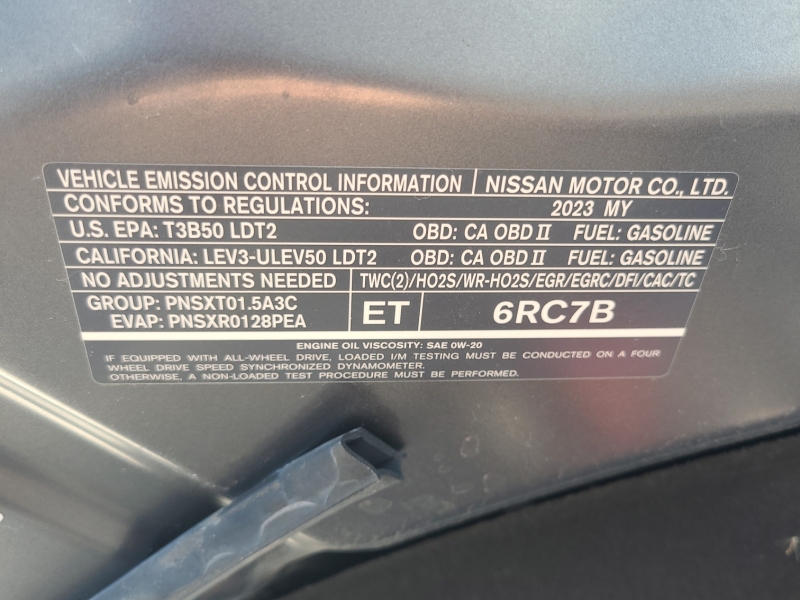 VEHICLE EMISSION CONTROL INFORMATION NISSAN MOTOR CO., LTD.
CONFORMS TO REGULATIONS: 2023 MY
U.S. EPA: T3B50 LDT2 OBD: CA OBD II FUEL: GASOLINE
CALIFORNIA: LEV3-ULEV50 LDT2 OBD: CA OBD II FUEL: GASOLINE
NO ADJUSTMENTS NEEDED TWC(2)/HO2S/WR-HO2S/EGR/EGRC/DFI/CAC/TC
GROUP: PNSXT01.5A3C
EVAP: PNSXR0128PEA
ET 6RC7B
ENGINE OIL VISCOSITY: SAE 0W-20
IF EQUIPPED WITH ALL-WHEEL DRIVE, LOADED I/M TESTING MUST BE CONDUCTED ON A FOUR
WHEEL DRIVE SPEED SYNCHRONIZED DYNAMOMETER.
OTHERWISE, A NON-LOADED TEST PROCEDURE MUST BE PERFORMED.